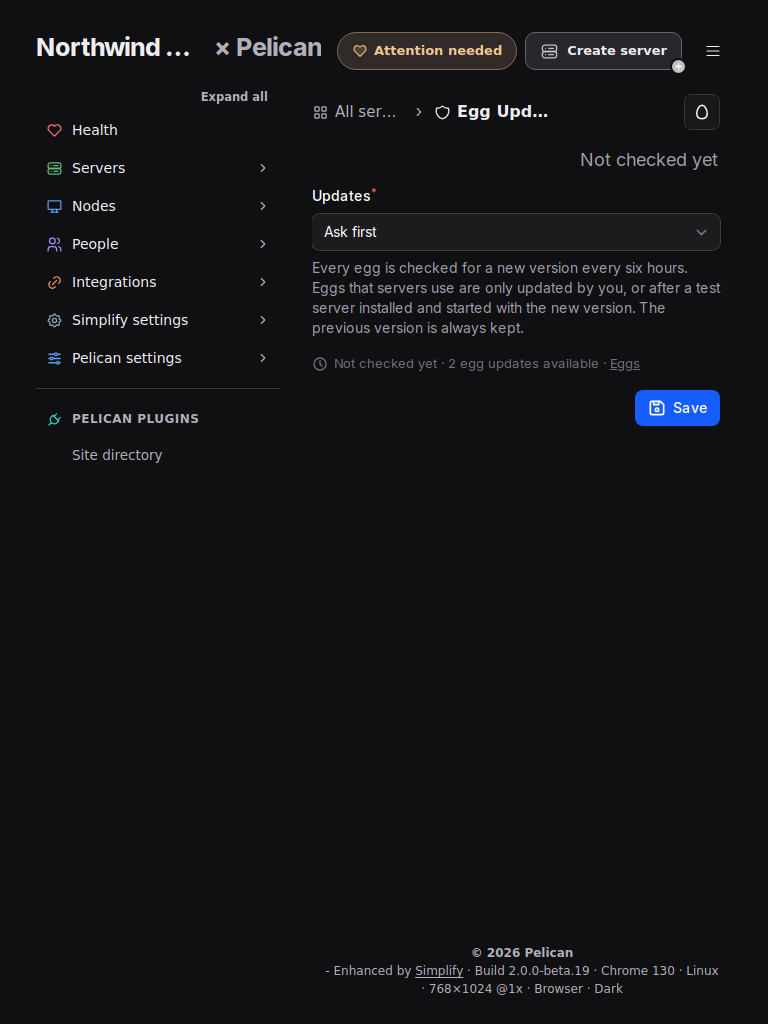 Northwind ... × Pelican
Attention needed
Create server
Expand all
Health
Servers
Nodes
People
Integrations
Simplify settings
Pelican settings
PELICAN PLUGINS
Site directory
All ser... › Egg Upd...
Not checked yet
Updates*
Ask first
Every egg is checked for a new version every six hours.
Eggs that servers use are only updated by you, or after a test
server installed and started with the new version. The
previous version is always kept.
Not checked yet · 2 egg updates available · Eggs
Save
© 2026 Pelican
- Enhanced by Simplify · Build 2.0.0-beta.19 · Chrome 130 · Linux
· 768×1024 @1x · Browser · Dark